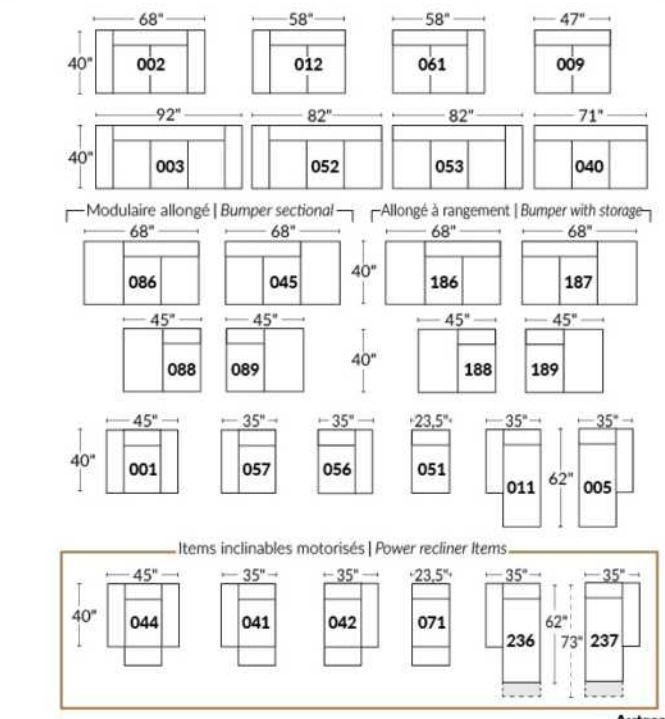 68" 58" 58" 47"
40" 002 012 061 009
92" 82" 82" 71"
40" 003 052 053 040
Modulaire allongé | Bumper sectional Allongé à rangement | Bumper with storage
68" 68" 68" 68"
086 045 40" 186 187
45" 45" 45" 45"
088 089 40" 188 189
45" 35" 35" 23,5" 35" 35"
40" 001 057 056 051 011 62" 005
Items inclinables motorisés | Power recliner Items
45" 35" 35" 23,5" 35" 35"
40" 044 041 042 071 236 62" 73" 237